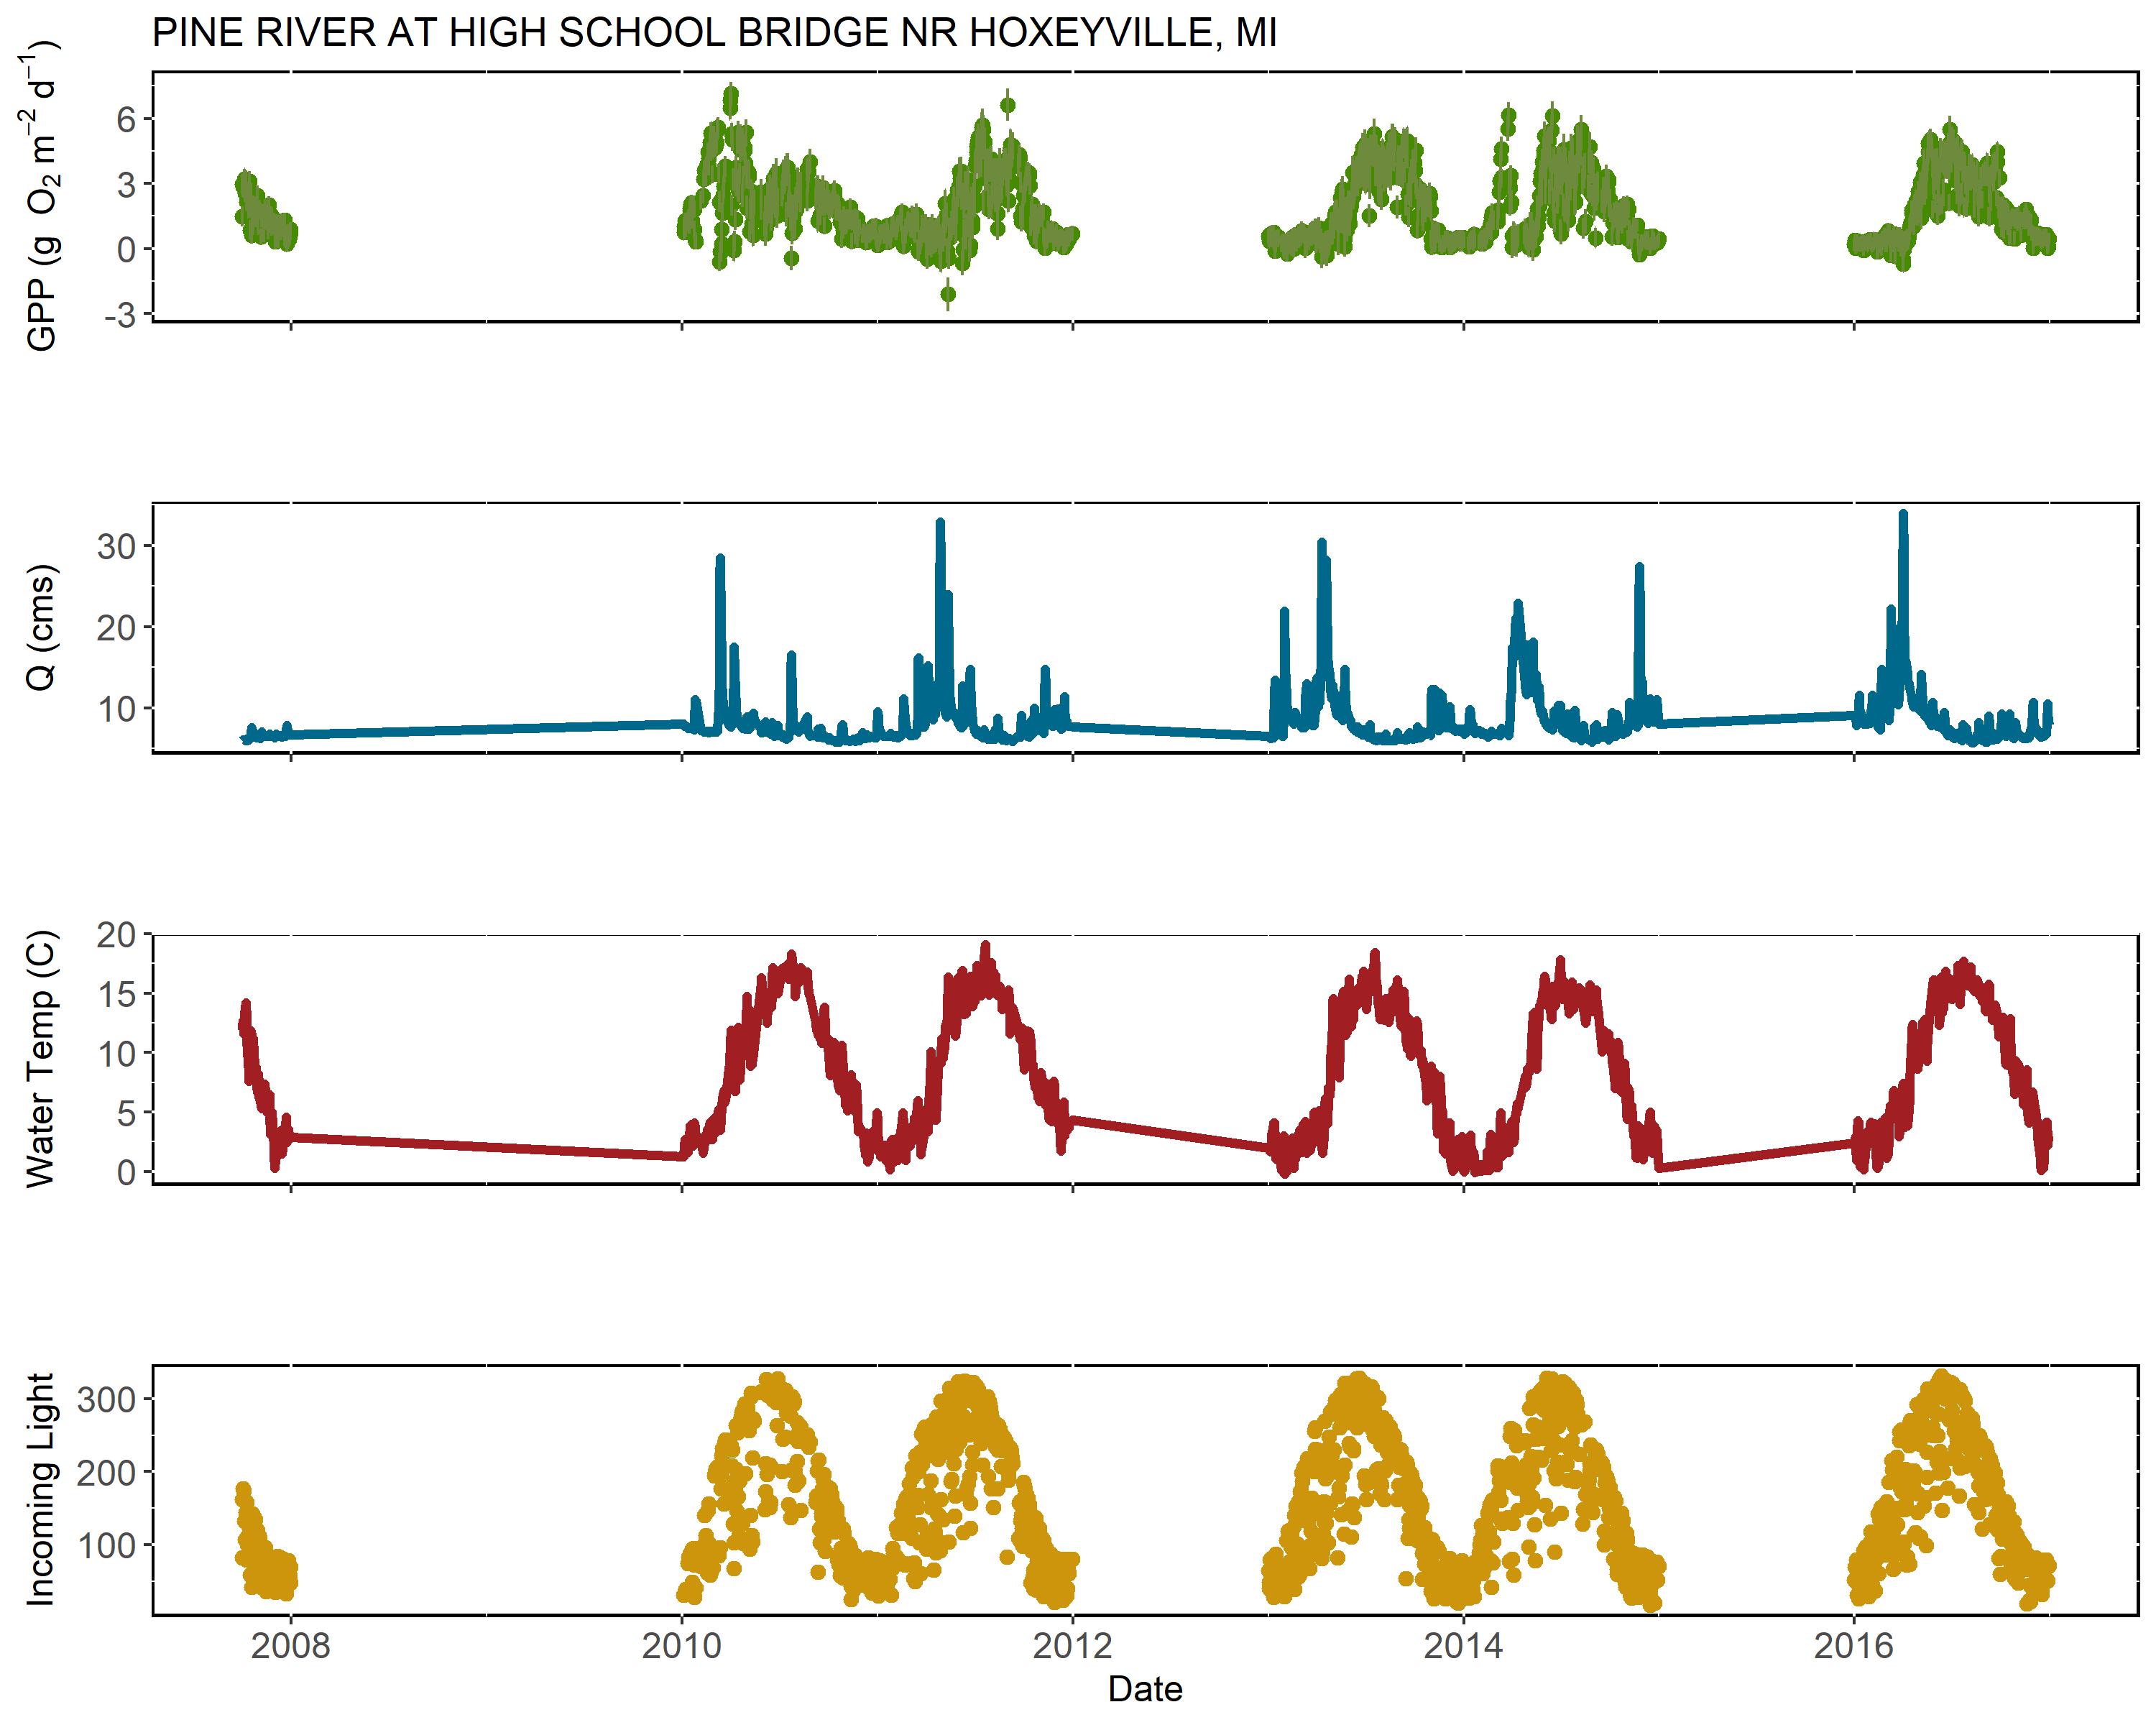 PINE RIVER AT HIGH SCHOOL BRIDGE NR HOXEYVILLE, MI
GPP (g O₂ m⁻² d⁻¹)
6
3
0
-3
Q (cms)
30
20
10
Water Temp (C)
20
15
10
5
0
Incoming Light
300
200
100
2008 2010 2012 2014 2016
Date